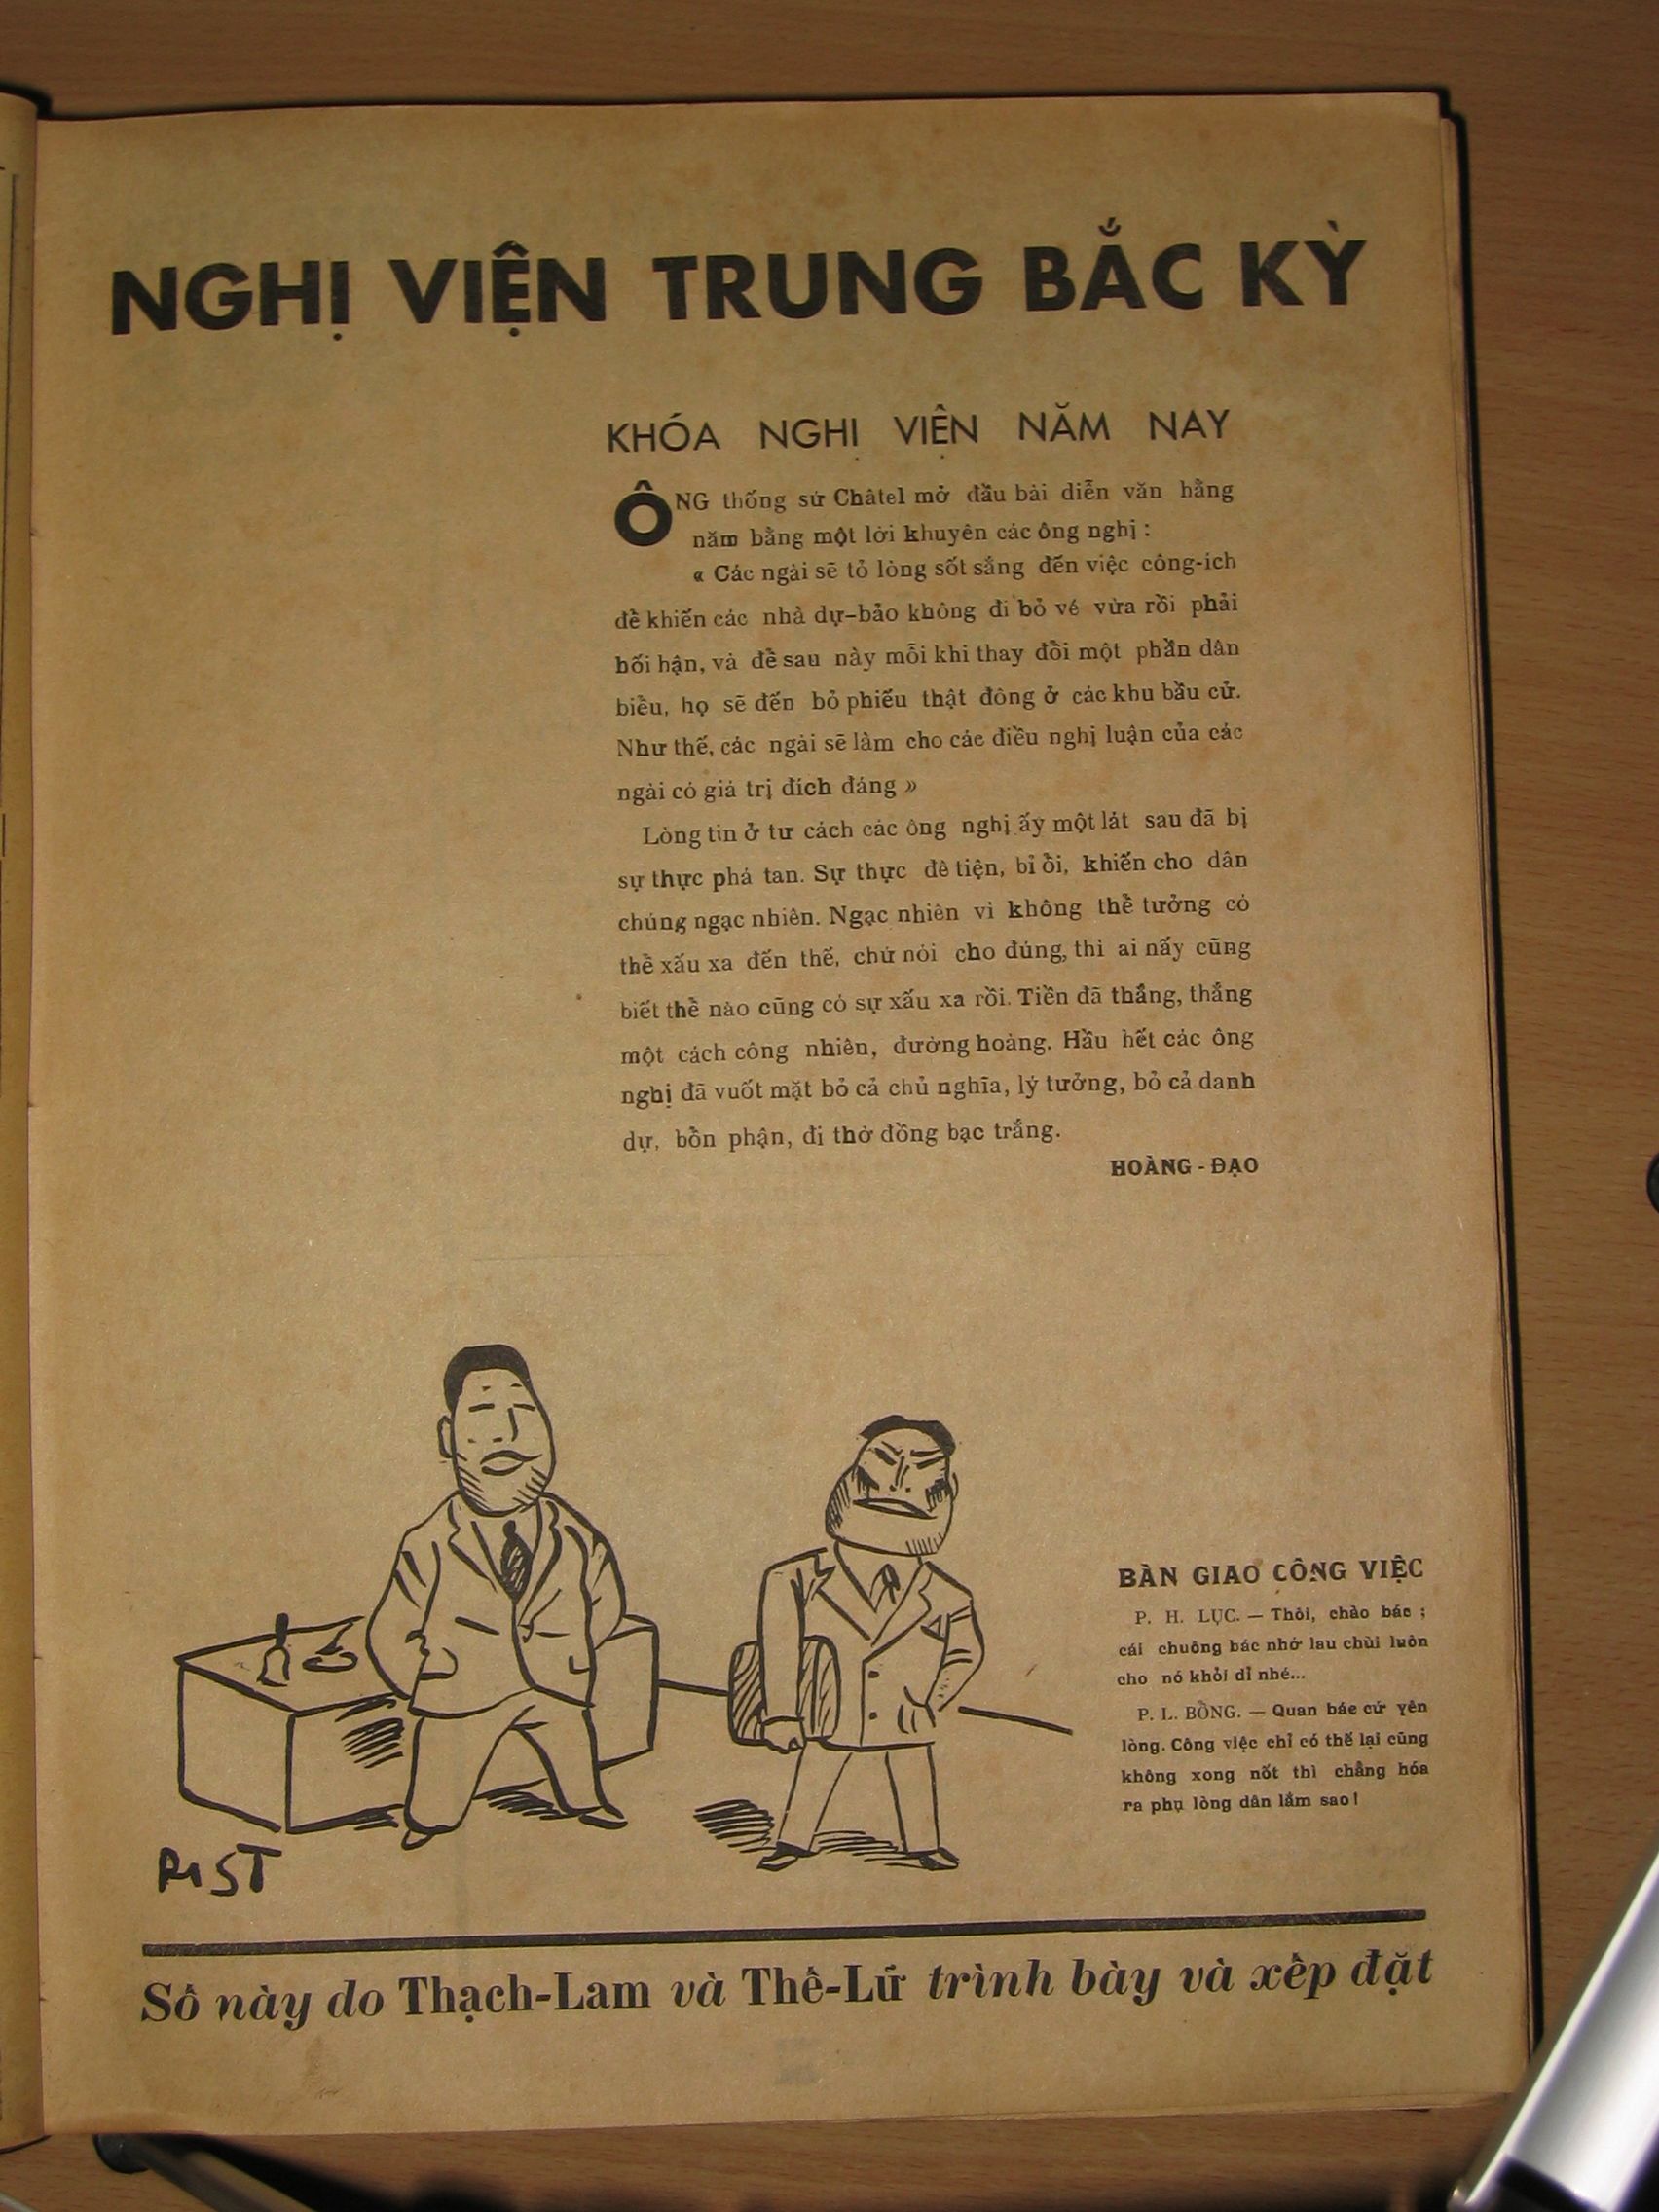 NGHỊ VIỆN TRUNG BẮC KỲ
KHÓA NGHỊ VIỆN NĂM NAY
ÔNG thống sứ Châtel mở đầu bài diễn văn hằng
năm bằng một lời khuyên các ông nghị :
« Các ngài sẽ tỏ lòng sốt sắng đến việc công-ích
để khiến các nhà dự-bảo không đi bỏ vé vừa rồi phải
hối hận, và để sau này mỗi khi thay đổi một phần dân
biểu, họ sẽ đến bỏ phiếu thật đông ở các khu bầu cử.
Như thế, các ngài sẽ làm cho các điều nghị luận của các
ngài có giá trị đích đáng »
Lòng tin ở tư cách các ông nghị ấy một lát sau đã bị
sự thực phá tan. Sự thực đê tiện, bỉ ổi, khiến cho dân
chúng ngạc nhiên. Ngạc nhiên vì không thể tưởng có
thể xấu xa đến thế, chứ nói cho đúng, thì ai nấy cũng
biết thể nào cũng có sự xấu xa rồi. Tiền đã thắng, thắng
một cách công nhiên, đường hoàng. Hầu hết các ông
nghị đã vuốt mặt bỏ cả chủ nghĩa, lý tưởng, bỏ cả danh
dự, bổn phận, đi thờ đồng bạc trắng.
HOÀNG - ĐẠO
BÀN GIAO CÔNG VIỆC
P. H. LỤC. — Thôi, chào bác ;
cái chuông bác nhớ lau chùi luôn
cho nó khỏi dỉ nhé...
P. L. BỒNG. — Quan bác cứ yên
lòng. Công việc chỉ có thế lại cũng
không xong nốt thì chẳng hóa
ra phụ lòng dân lắm sao !
RIST
Số này do Thạch-Lam và Thế-Lữ trình bày và xếp đặt